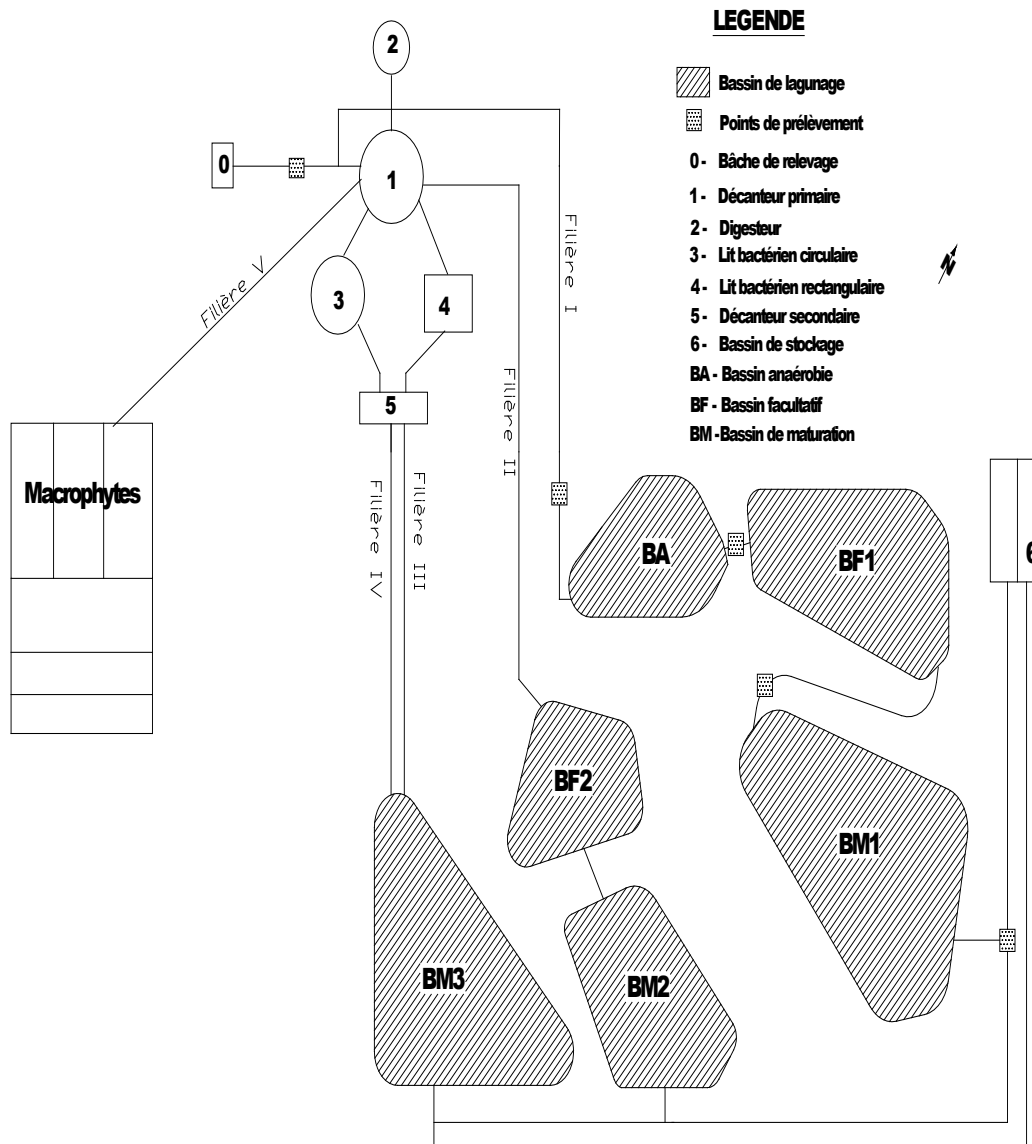 LEGENDE
Bassin de lagunage
Points de prélèvement
0 - Bâche de relevage
1 - Décanteur primaire
2 - Digesteur
3 - Lit bactérien circulaire
4 - Lit bactérien rectangulaire
5 - Décanteur secondaire
6 - Bassin de stockage
BA - Bassin anaérobie
BF - Bassin facultatif
BM -Bassin de maturation
N
2
0
1
Filière V
Filière I
3
4
Filière II
5
Filière IV
Filière III
Macrophytes
BA
BF1
6
BF2
BM1
BM3
BM2